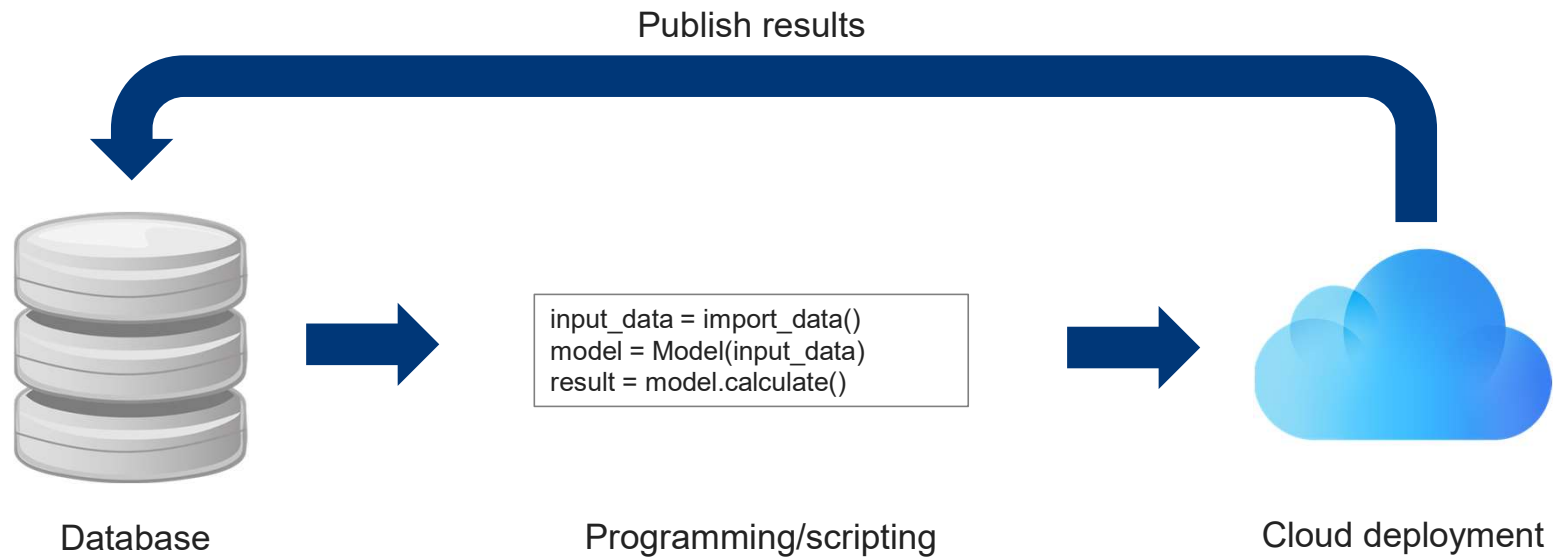 Publish results
input_data = import_data()
model = Model(input_data)
result = model.calculate()
Database
Programming/scripting
Cloud deployment